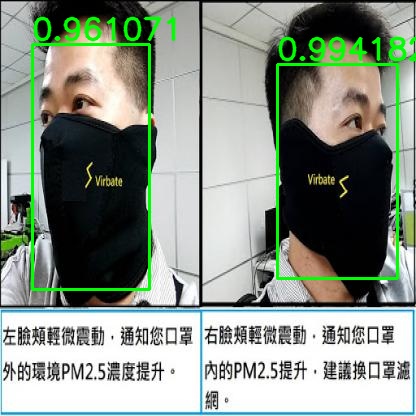 0.961071
0.994182
Virbate
Virbate
左臉頰輕微震動，通知您口罩
外的環境PM2.5濃度提升。
右臉頰輕微震動，通知您口罩
內的PM2.5提升，建議換口罩濾
網。